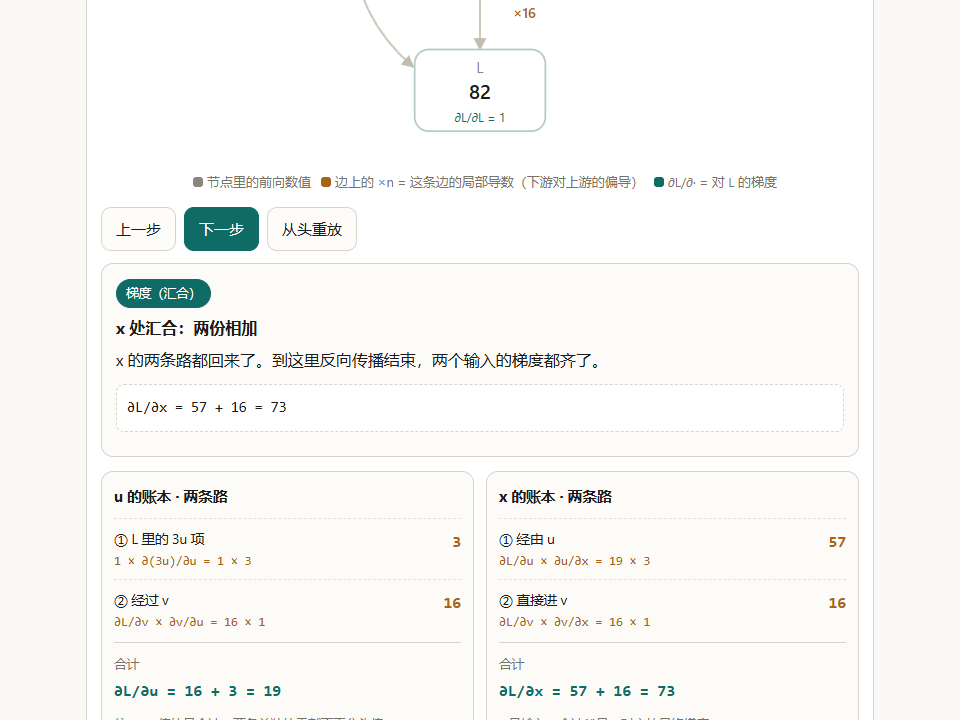 ×16
L
82
∂L/∂L = 1
节点里的前向数值 边上的 ×n = 这条边的局部导数（下游对上游的偏导） ∂L/∂· = 对 L 的梯度
上一步 下一步 从头重放
梯度（汇合）
x 处汇合：两份相加
x 的两条路都回来了。到这里反向传播结束，两个输入的梯度都齐了。
∂L/∂x = 57 + 16 = 73
u 的账本 · 两条路
① L 里的 3u 项 3
1 × ∂(3u)/∂u = 1 × 3
② 经过 v 16
∂L/∂v × ∂v/∂u = 16 × 1
合计
∂L/∂u = 16 + 3 = 19
x 的账本 · 两条路
① 经由 u 57
∂L/∂u × ∂u/∂x = 19 × 3
② 直接进 v 16
∂L/∂v × ∂v/∂x = 16 × 1
合计
∂L/∂x = 57 + 16 = 73